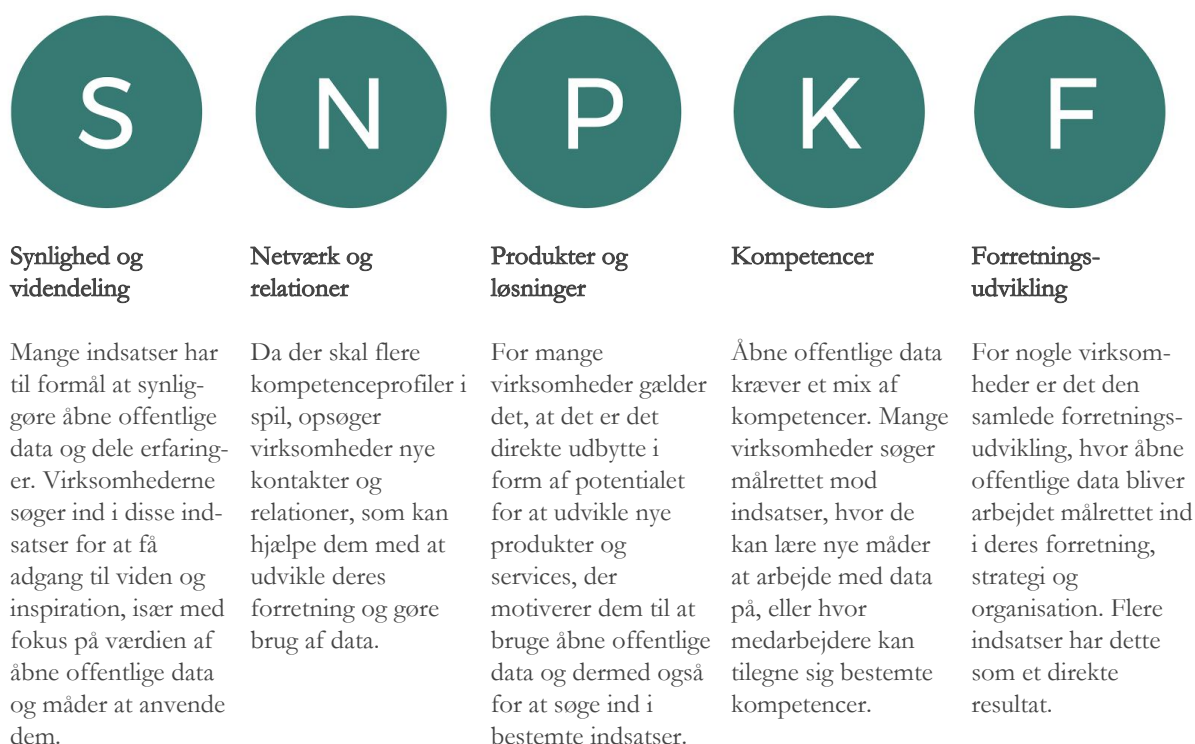 S
N
P
K
F
Synlighed og
videndeling
Mange indsatser har
til formål at synlig-
gøre åbne offentlige
data og dele erfaring-
er. Virksomhederne
søger ind i disse ind-
satser for at få
adgang til viden og
inspiration, især med
fokus på værdien af
åbne offentlige data
og måder at anvende
dem.
Netværk og
relationer
Da der skal flere
kompetenceprofiler i
spil, opsøger
virksomheder nye
kontakter og
relationer, som kan
hjælpe dem med at
udvikle deres
forretning og gøre
brug af data.
Produkter og
løsninger
For mange
virksomheder gælder
det, at det er det
direkte udbytte i
form af potentialet
for at udvikle nye
produkter og
services, der
motiverer dem til at
bruge åbne offentlige
data og dermed også
for at søge ind i
bestemte indsatser.
Kompetencer
Åbne offentlige data
kræver et mix af
kompetencer. Mange
virksomheder søger
målrettet mod
indsatser, hvor de
kan lære nye måder
at arbejde med data
på, eller hvor
medarbejdere kan
tilegne sig bestemte
kompetencer.
Forretnings-
udvikling
For nogle virksom-
heder er det den
samlede forretnings-
udvikling, hvor åbne
offentlige data bliver
arbejdet målrettet ind
i deres forretning,
strategi og
organisation. Flere
indsatser har dette
som et direkte
resultat.